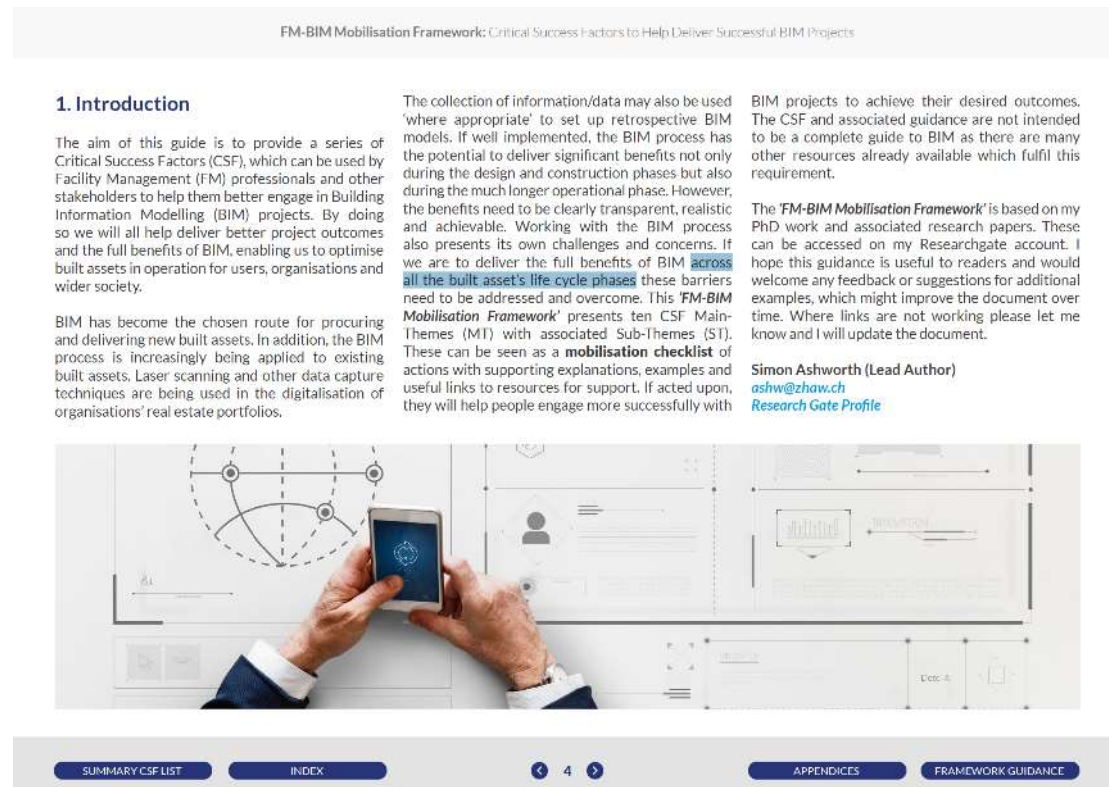 FM-BIM Mobilisation Framework: Critical Success Factors to Help Deliver Successful BIM Projects
1. Introduction
The aim of this guide is to provide a series of
Critical Success Factors (CSF), which can be used by
Facility Management (FM) professionals and other
stakeholders to help them better engage in Building
Information Modelling (BIM) projects. By doing
so we will all help deliver better project outcomes
and the full benefits of BIM, enabling us to optimise
built assets in operation for users, organisations and
wider society.
BIM has become the chosen route for procuring
and delivering new built assets. In addition, the BIM
process is increasingly being applied to existing
built assets. Laser scanning and other data capture
techniques are being used in the digitalisation of
organisations' real estate portfolios.
The collection of information/data may also be used
'where appropriate' to set up retrospective BIM
models. If well implemented, the BIM process has
the potential to deliver significant benefits not only
during the design and construction phases but also
during the much longer operational phase. However,
the benefits need to be clearly transparent, realistic
and achievable. Working with the BIM process
also presents its own challenges and concerns. If
we are to deliver the full benefits of BIM across
all the built asset's life cycle phases these barriers
need to be addressed and overcome. This 'FM-BIM
Mobilisation Framework' presents ten CSF Main-
Themes (MT) with associated Sub-Themes (ST).
These can be seen as a mobilisation checklist of
actions with supporting explanations, examples and
useful links to resources for support. If acted upon,
they will help people engage more successfully with
BIM projects to achieve their desired outcomes.
The CSF and associated guidance are not intended
to be a complete guide to BIM as there are many
other resources already available which fulfil this
requirement.
The 'FM-BIM Mobilisation Framework' is based on my
PhD work and associated research papers. These
can be accessed on my Researchgate account. I
hope this guidance is useful to readers and would
welcome any feedback or suggestions for additional
examples, which might improve the document over
time. Where links are not working please let me
know and I will update the document.
Simon Ashworth (Lead Author)
ashw@zhaw.ch
Research Gate Profile
SUMMARY CSF LIST
INDEX
4
APPENDICES
FRAMEWORK GUIDANCE